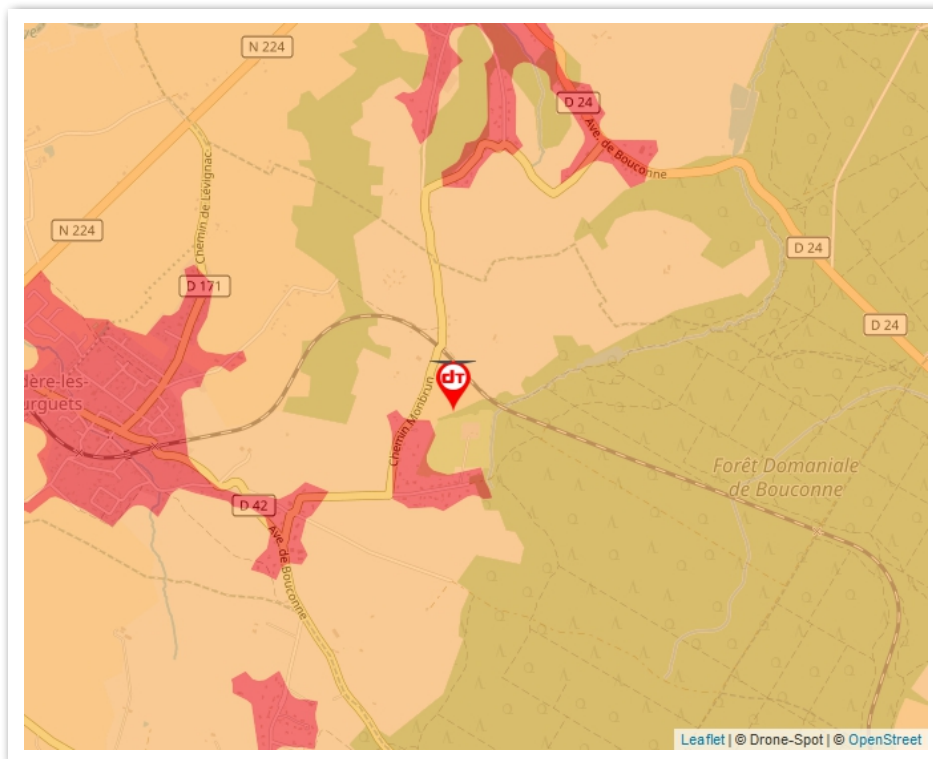 N 224
D 24
Ave. de Bouconne
Chemin de Lévignac
N 224
D 24
D 171
D 24
dère-les-
urguets
dT
Chemin Monbrun
Forêt Domaniale
de Bouconne
D 42
Ave. de Bouconne
Leaflet | © Drone-Spot | © OpenStreet